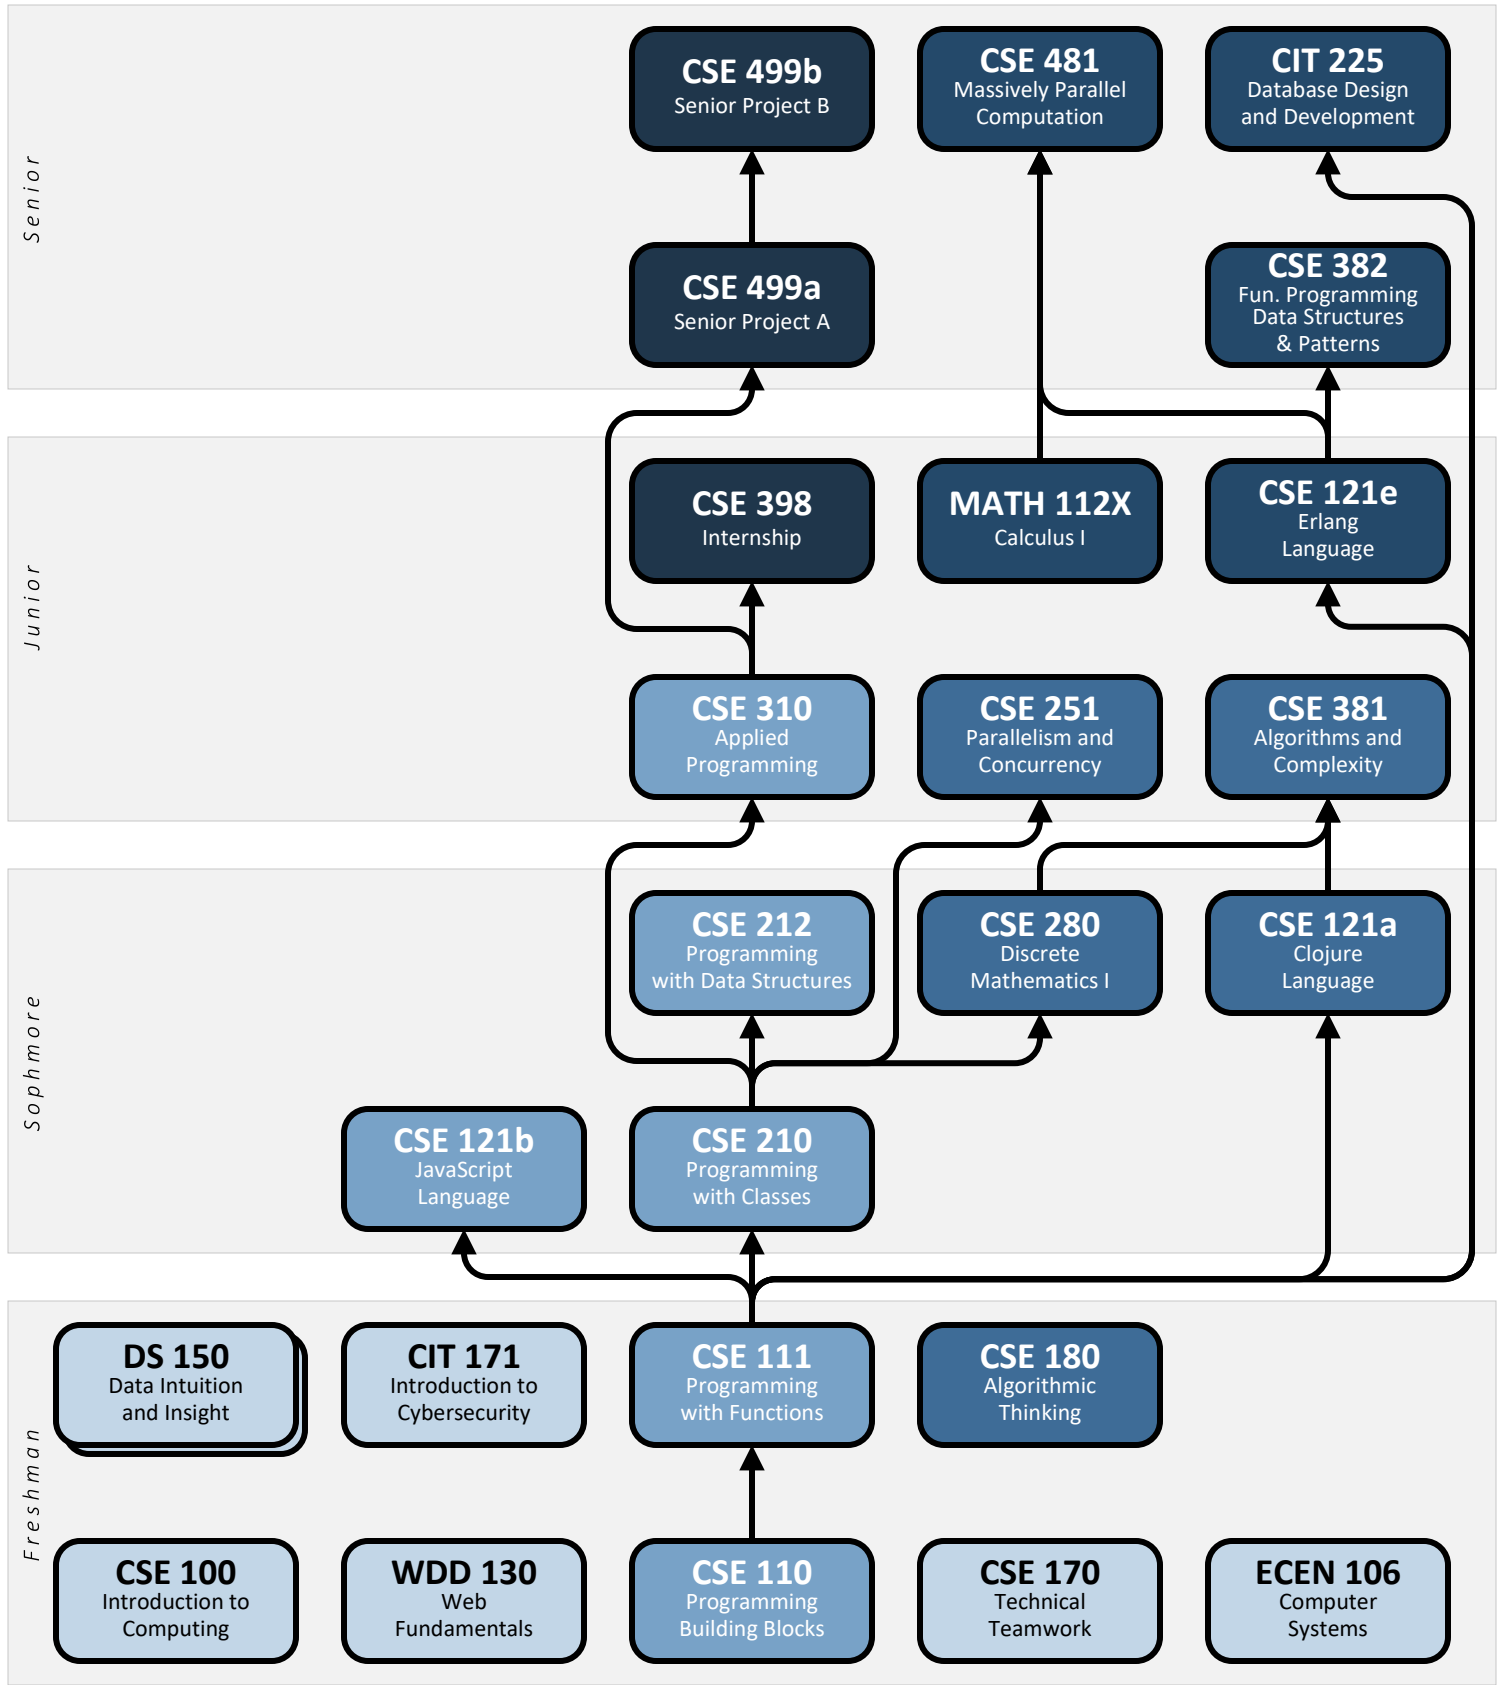 Senior
CSE 499b
Senior Project B
CSE 481
Massively Parallel
Computation
CIT 225
Database Design
and Development
CSE 499a
Senior Project A
CSE 382
Fun. Programming
Data Structures
& Patterns
Junior
CSE 398
Internship
MATH 112X
Calculus I
CSE 121e
Erlang
Language
CSE 310
Applied
Programming
CSE 251
Parallelism and
Concurrency
CSE 381
Algorithms and
Complexity
Sophmore
CSE 212
Programming
with Data Structures
CSE 280
Discrete
Mathematics I
CSE 121a
Clojure
Language
CSE 121b
JavaScript
Language
CSE 210
Programming
with Classes
Freshman
DS 150
Data Intuition
and Insight
CIT 171
Introduction to
Cybersecurity
CSE 111
Programming
with Functions
CSE 180
Algorithmic
Thinking
CSE 100
Introduction to
Computing
WDD 130
Web
Fundamentals
CSE 110
Programming
Building Blocks
CSE 170
Technical
Teamwork
ECEN 106
Computer
Systems